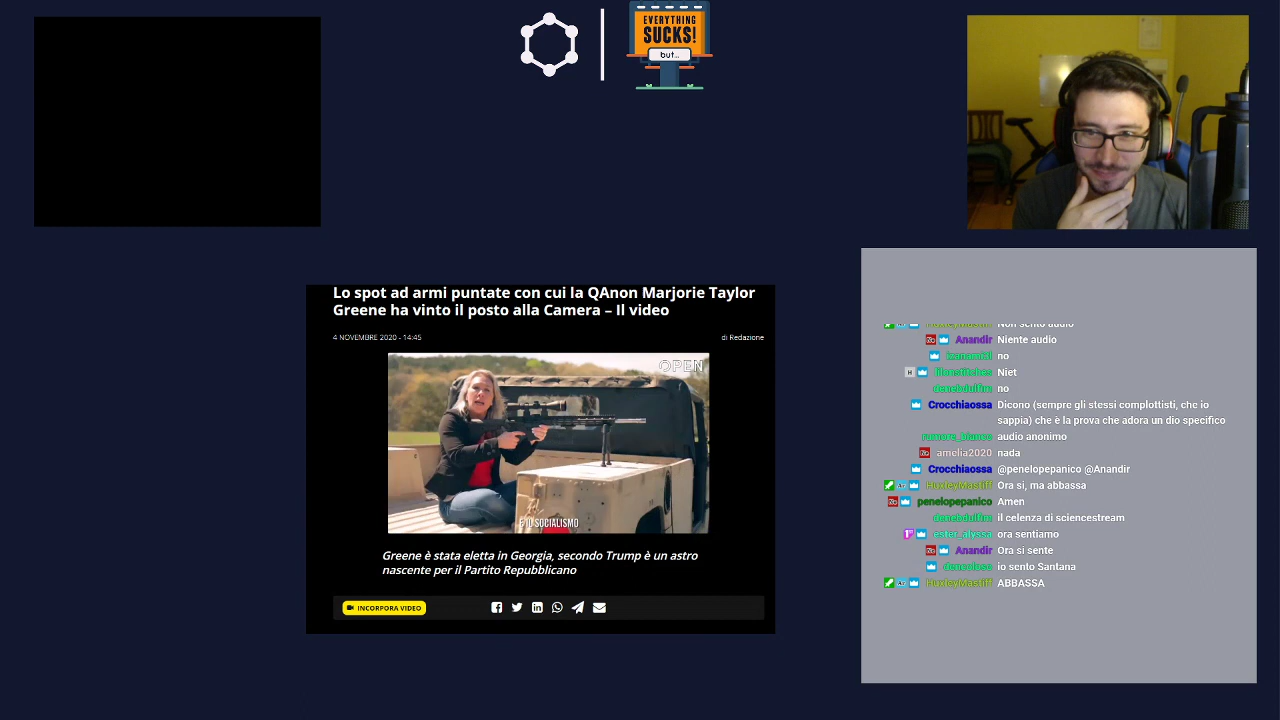 EVERYTHING
SUCKS!
but...
Lo spot ad armi puntate con cui la QAnon Marjorie Taylor
Greene ha vinto il posto alla Camera – Il video
4 NOVEMBRE 2020 - 14:45
di Redazione
OPEN
E IL SOCIALISMO
Greene è stata eletta in Georgia, secondo Trump è un astro
nascente per il Partito Repubblicano
INCORPORA VIDEO
Non sento audio
Anandir Niente audio
no
Niet
denebdulfim no
Crocchiaossa Dicono (sempre gli stessi complottisti, che io
sappia) che è la prova che adora un dio specifico
rumore_bianco audio anonimo
amelia2020 nada
Crocchiaossa @penelopepanico @Anandir
HuxleyMastiff Ora si, ma abbassa
penelopepanico Amen
denebdulfim il celenza di sciencestream
ester_alyssa ora sentiamo
Anandir Ora si sente
io sento Santana
HuxleyMastiff ABBASSA